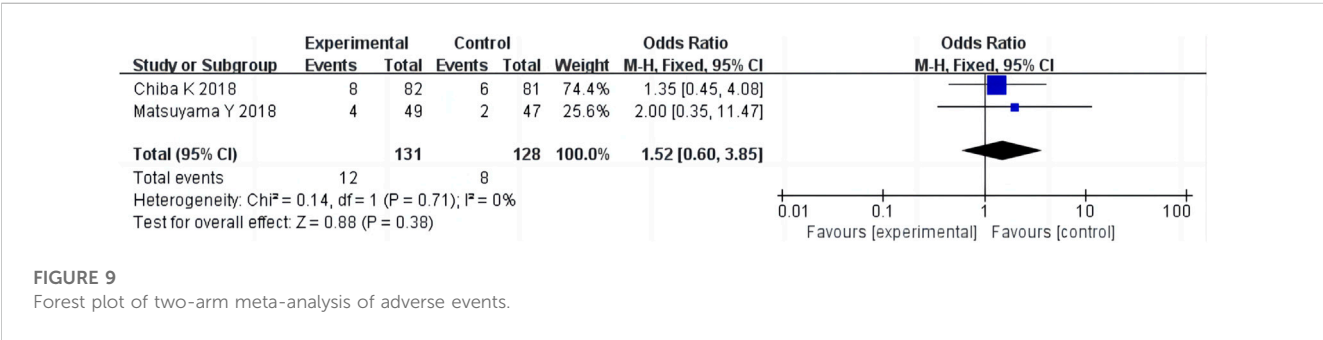 Experimental Control Odds Ratio Odds Ratio
Study or Subgroup Events Total Events Total Weight M-H, Fixed, 95% CI M-H, Fixed, 95% CI
Chiba K 2018 8 82 6 81 74.4% 1.35 [0.45, 4.08]
Matsuyama Y 2018 4 49 2 47 25.6% 2.00 [0.35, 11.47]
Total (95% CI) 131 128 100.0% 1.52 [0.60, 3.85]
Total events 12 8
Heterogeneity: Chi² = 0.14, df = 1 (P = 0.71); I² = 0%
Test for overall effect: Z = 0.88 (P = 0.38)
0.01 0.1 1 10 100
Favours [experimental] Favours [control]
FIGURE 9
Forest plot of two-arm meta-analysis of adverse events.